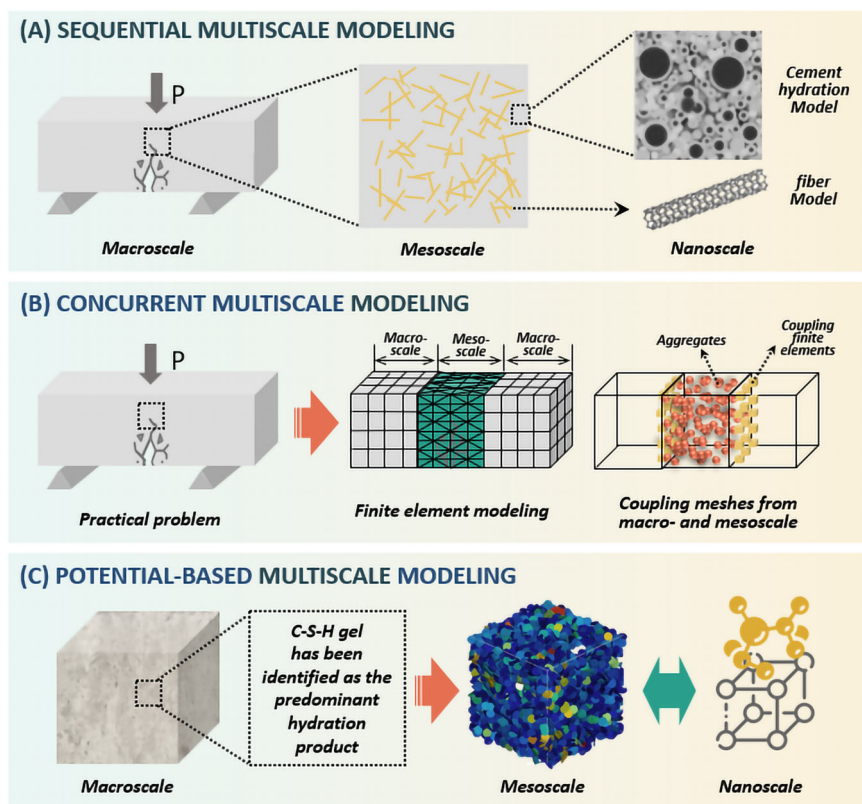 (A) SEQUENTIAL MULTISCALE MODELING
P
Cement
hydration
Model
fiber
Model
Macroscale
Mesoscale
Nanoscale
(B) CONCURRENT MULTISCALE MODELING
P
Macro-
scale
Meso-
scale
Macro-
scale
Aggregates
Coupling
finite
elements
Practical problem
Finite element modeling
Coupling meshes from
macro- and mesoscale
(C) POTENTIAL-BASED MULTISCALE MODELING
C-S-H gel
has been
identified as the
predominant
hydration
product
Macroscale
Mesoscale
Nanoscale